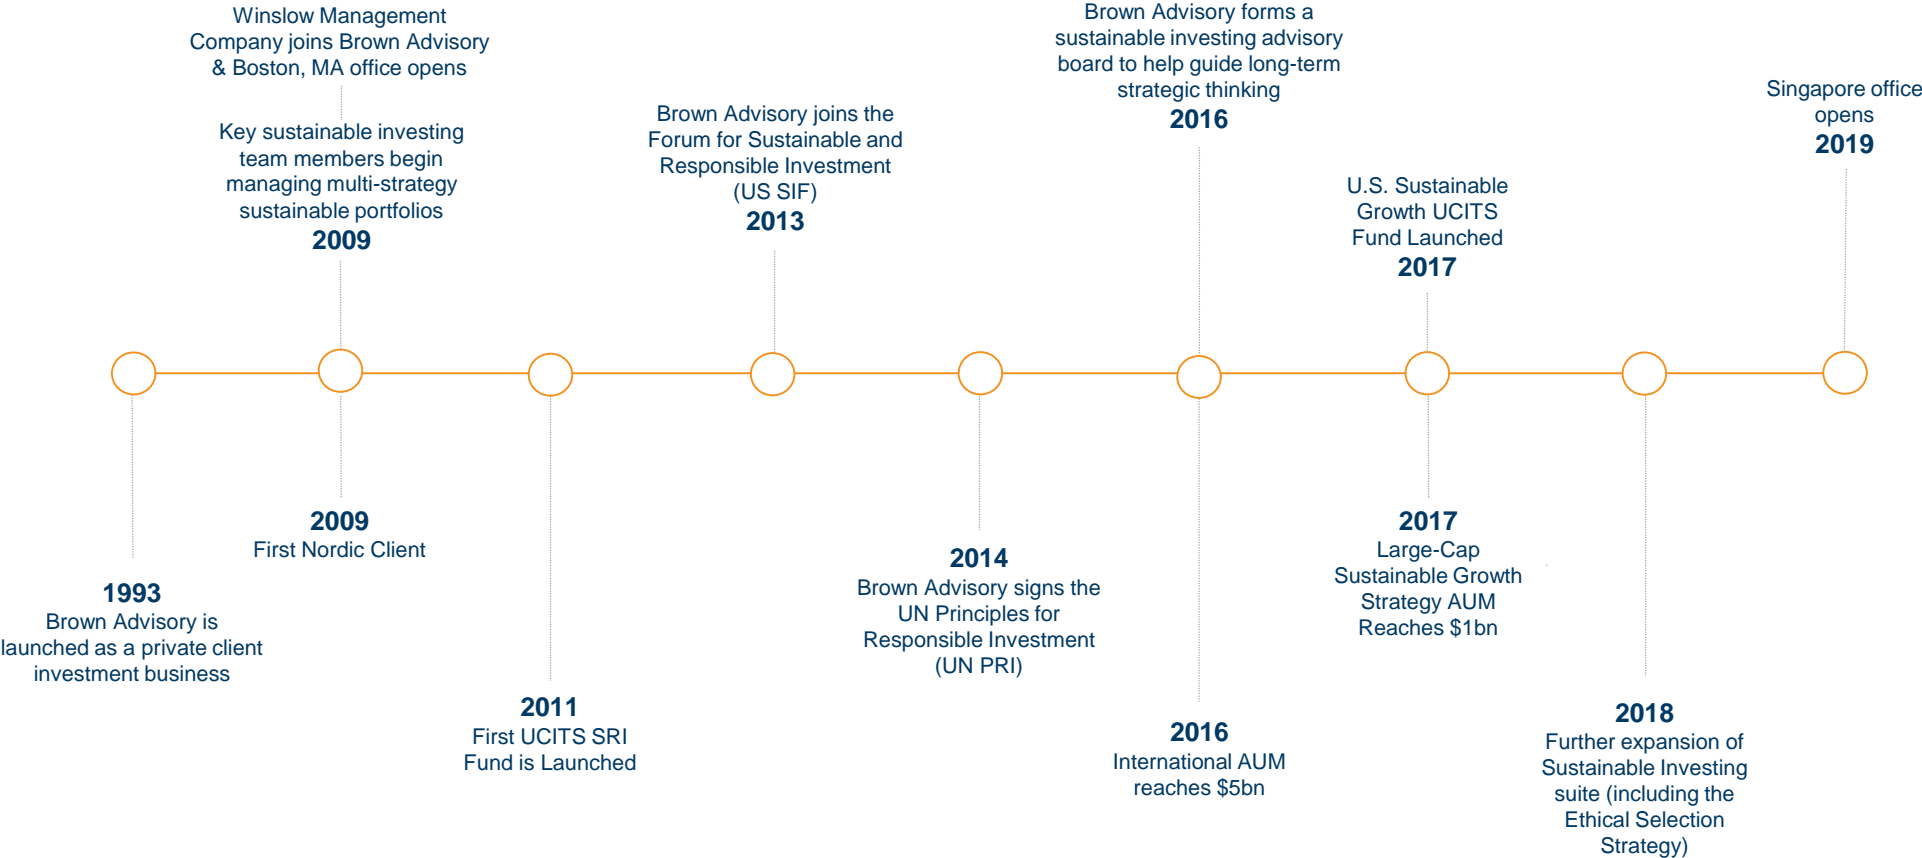 Winslow Management
Company joins Brown Advisory
& Boston, MA office opens
Key sustainable investing
team members begin
managing multi-strategy
sustainable portfolios
2009
Brown Advisory joins the
Forum for Sustainable and
Responsible Investment
(US SIF)
2013
Brown Advisory forms a
sustainable investing advisory
board to help guide long-term
strategic thinking
2016
U.S. Sustainable
Growth UCITS
Fund Launched
2017
Singapore office
opens
2019
1993
Brown Advisory is
launched as a private client
investment business
2009
First Nordic Client
2011
First UCITS SRI
Fund is Launched
2014
Brown Advisory signs the
UN Principles for
Responsible Investment
(UN PRI)
2016
International AUM
reaches $5bn
2017
Large-Cap
Sustainable Growth
Strategy AUM
Reaches $1bn
2018
Further expansion of
Sustainable Investing
suite (including the
Ethical Selection
Strategy)